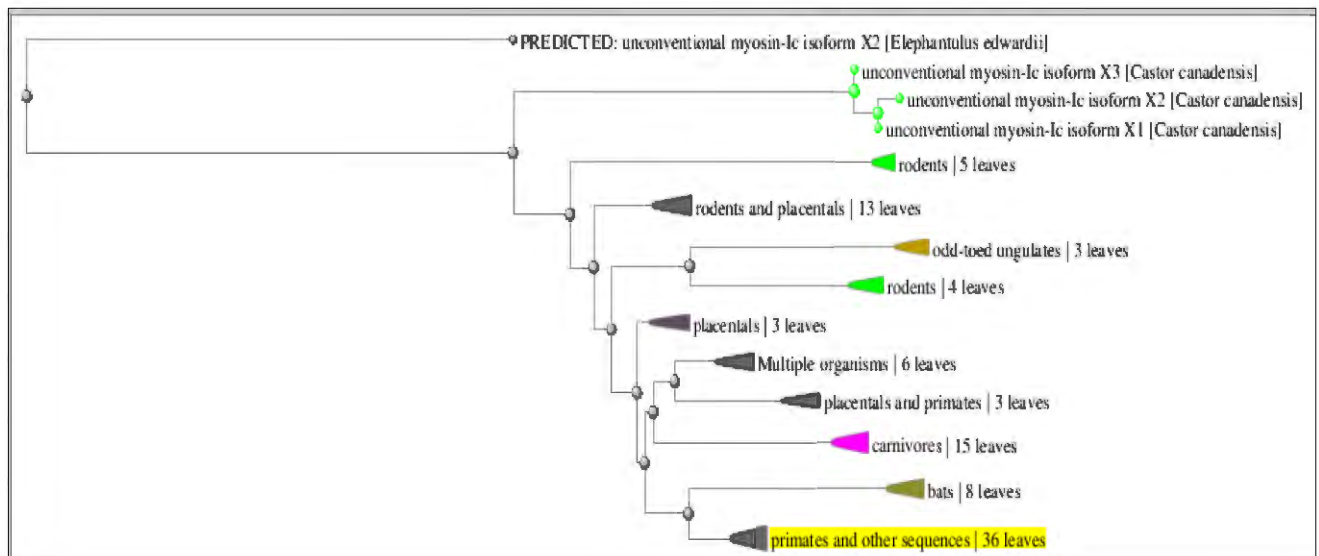 PREDICTED: unconventional myosin-Ic isoform X2 [Elephantulus edwardii]
unconventional myosin-Ic isoform X3 [Castor canadensis]
unconventional myosin-Ic isoform X2 [Castor canadensis]
unconventional myosin-Ic isoform X1 [Castor canadensis]
rodents | 5 leaves
rodents and placentals | 13 leaves
odd-toed ungulates | 3 leaves
rodents | 4 leaves
placentals | 3 leaves
Multiple organisms | 6 leaves
placentals and primates | 3 leaves
carnivores | 15 leaves
bats | 8 leaves
primates and other sequences | 36 leaves